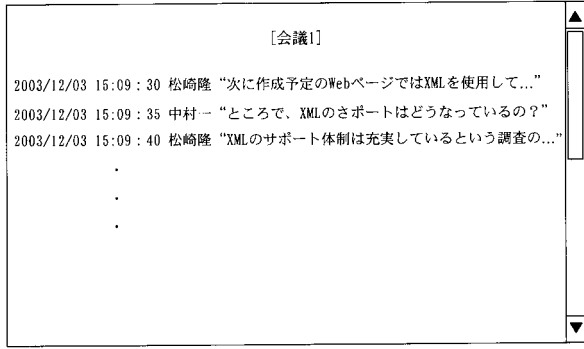 [会議1]
2003/12/03 15:09：30 松崎隆 “次に作成予定のWebページではXMLを使用して…”
2003/12/03 15:09：35 中村一 “ところで、XMLのさポートはどうなっているの？”
2003/12/03 15:09：40 松崎隆 “XMLのサポート体制は充実しているという調査の…”